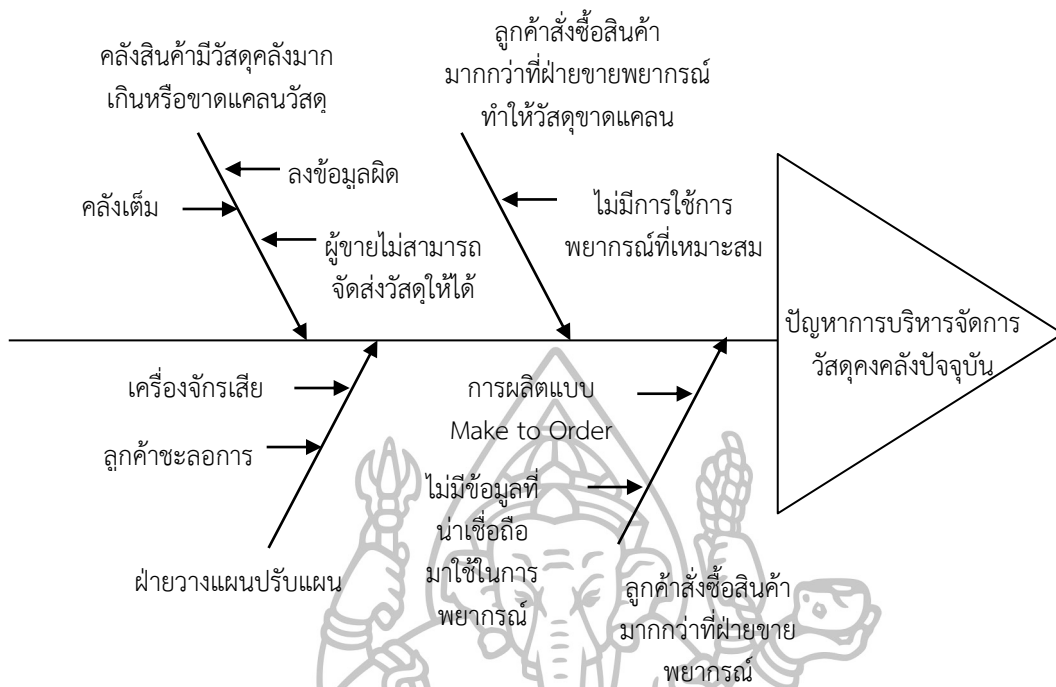 คลังสินค้ามีวัสดุคลังมาก
เกินหรือขาดแคลนวัสดุ
ลูกค้าสั่งซื้อสินค้า
มากกว่าที่ฝ่ายขายพยากรณ์
ทำให้วัสดุขาดแคลน
ลงข้อมูลผิด
คลังเต็ม
ผู้ขายไม่สามารถ
จัดส่งวัสดุให้ได้
ไม่มีการใช้การ
พยากรณ์ที่เหมาะสม
ปัญหาการบริหารจัดการ
วัสดุคงคลังปัจจุบัน
เครื่องจักรเสีย
ลูกค้าชะลอการ
ฝ่ายวางแผนปรับแผน
การผลิตแบบ
Make to Order
ไม่มีข้อมูลที่
น่าเชื่อถือ
มาใช้ในการ
พยากรณ์
ลูกค้าสั่งซื้อสินค้า
มากกว่าที่ฝ่ายขาย
พยากรณ์